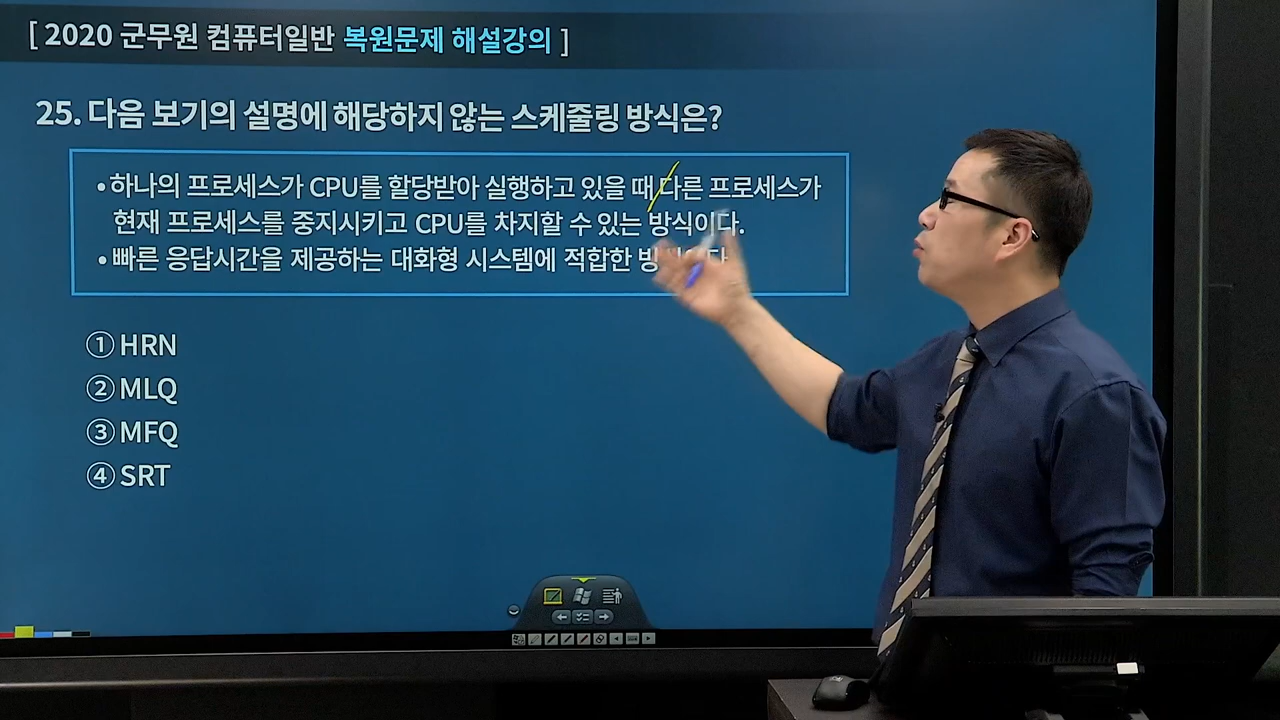 [ 2020 군무원 컴퓨터일반 복원문제 해설강의 ]
25. 다음 보기의 설명에 해당하지 않는 스케줄링 방식은?
• 하나의 프로세스가 CPU를 할당받아 실행하고 있을 때 다른 프로세스가
현재 프로세스를 중지시키고 CPU를 차지할 수 있는 방식이다.
• 빠른 응답시간을 제공하는 대화형 시스템에 적합한
① HRN
② MLQ
③ MFQ
④ SRT